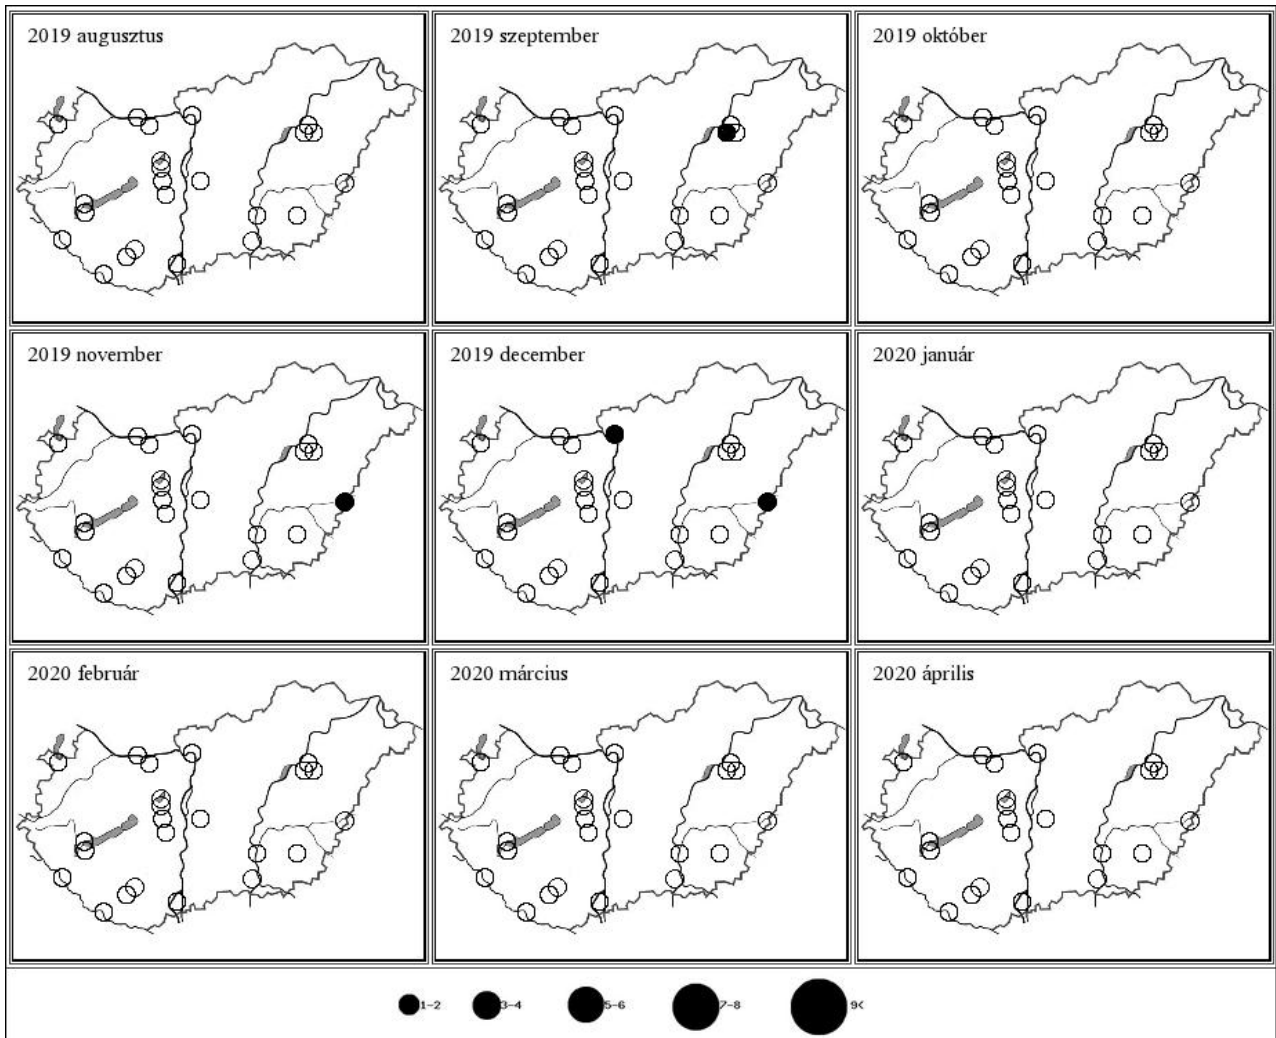 2019 augusztus
2019 szeptember
2019 október
2019 november
2019 december
2020 január
2020 február
2020 március
2020 április
1-2
3-4
5-6
7-8
9<